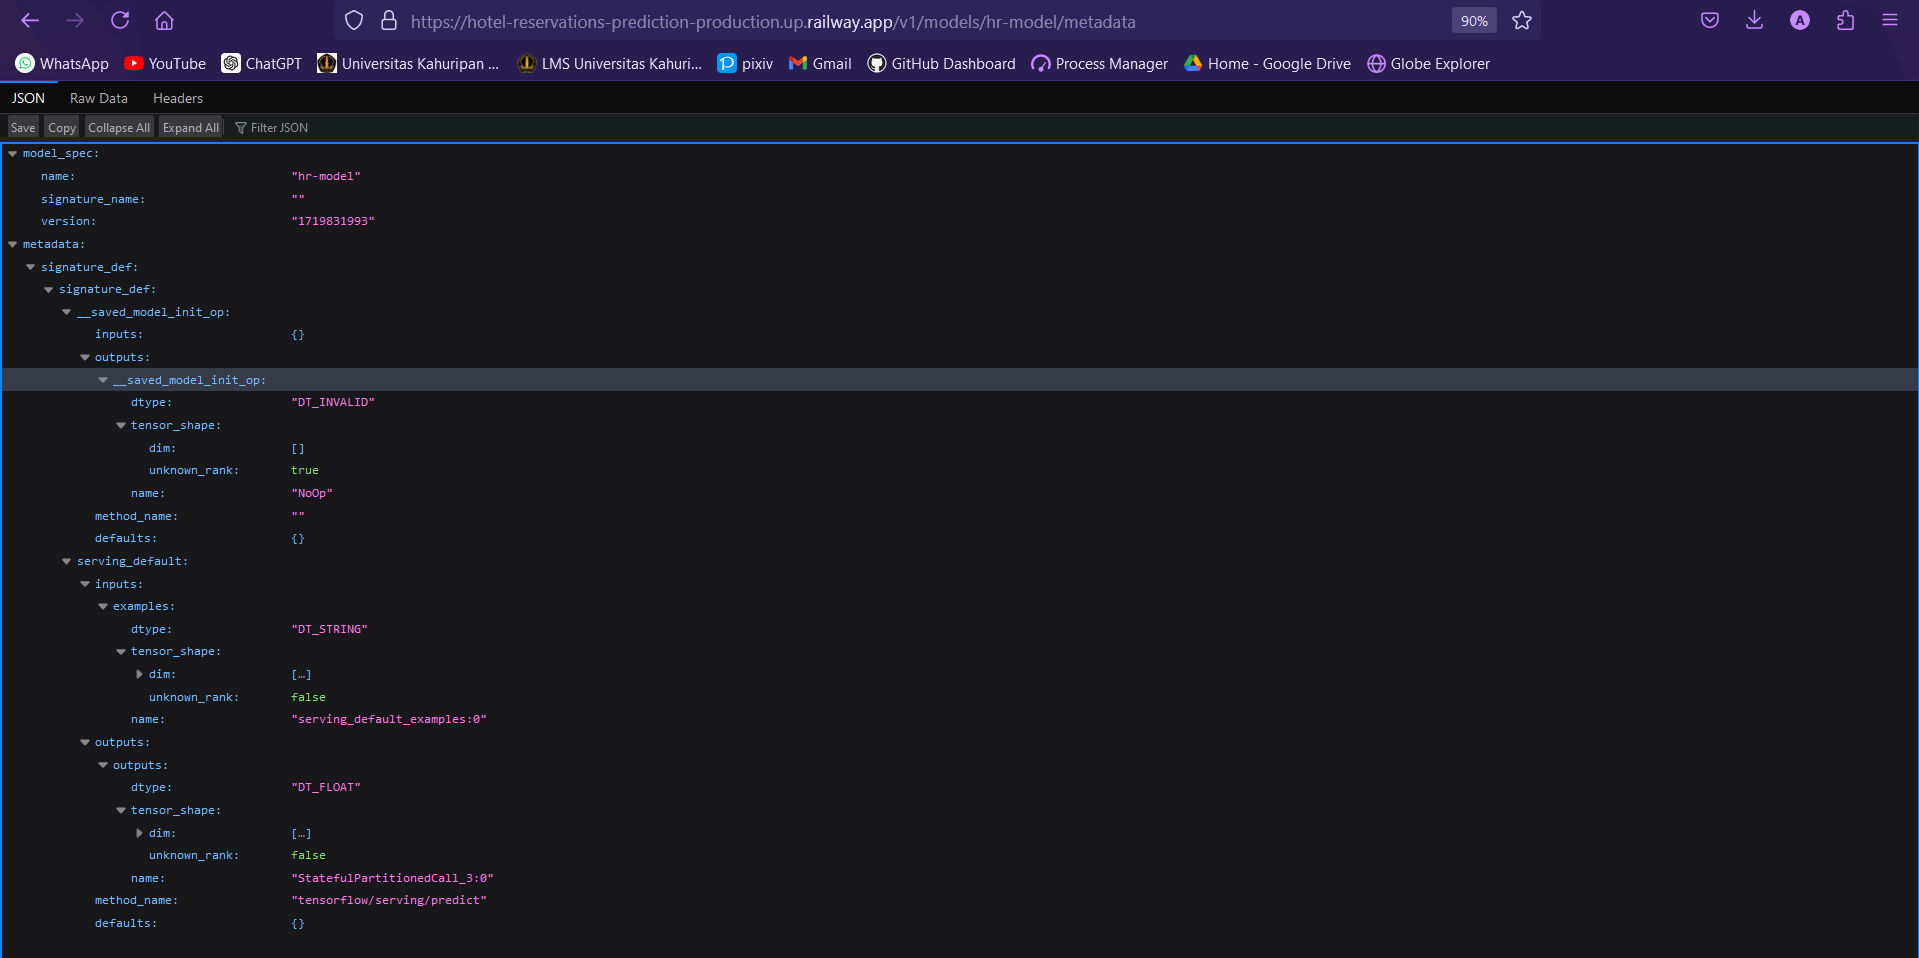 https://hotel-reservations-prediction-production.up.railway.app/v1/models/hr-model/metadata 90% A
WhatsApp YouTube ChatGPT Universitas Kahuripan ... LMS Universitas Kahuri... pixiv Gmail GitHub Dashboard Process Manager Home - Google Drive Globe Explorer
JSON Raw Data Headers
Save Copy Collapse All Expand All Filter JSON
model_spec:
name: "hr-model"
signature_name: ""
version: "1719831993"
metadata:
signature_def:
signature_def:
__saved_model_init_op:
inputs: {}
outputs:
__saved_model_init_op:
dtype: "DT_INVALID"
tensor_shape:
dim: []
unknown_rank: true
name: "NoOp"
method_name: ""
defaults: {}
serving_default:
inputs:
examples:
dtype: "DT_STRING"
tensor_shape:
dim: […]
unknown_rank: false
name: "serving_default_examples:0"
outputs:
outputs:
dtype: "DT_FLOAT"
tensor_shape:
dim: […]
unknown_rank: false
name: "StatefulPartitionedCall_3:0"
method_name: "tensorflow/serving/predict"
defaults: {}